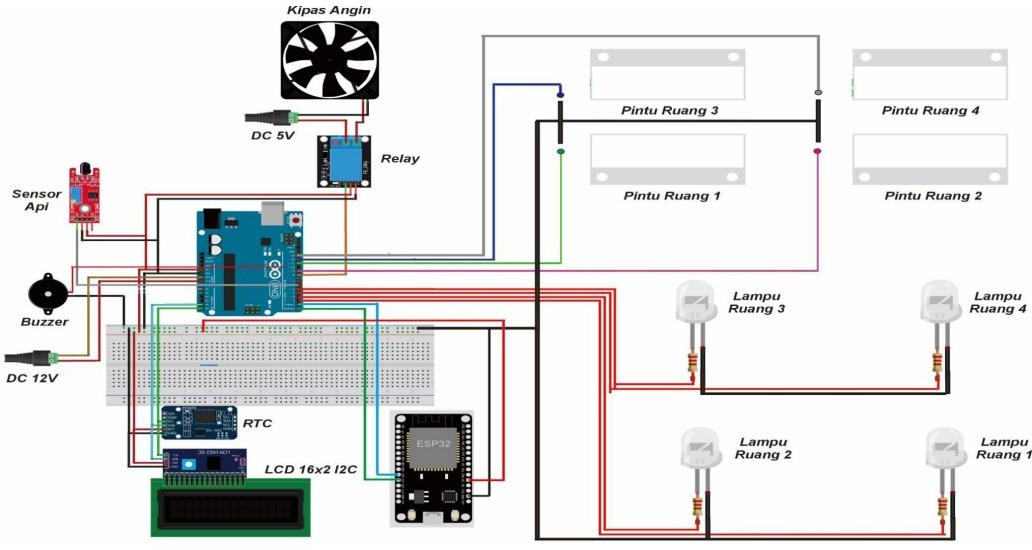 Kipas Angin
DC 5V
Relay
Pintu Ruang 3
Pintu Ruang 4
Pintu Ruang 1
Pintu Ruang 2
Sensor
Api
Buzzer
DC 12V
Lampu
Ruang 3
Lampu
Ruang 4
RTC
LCD 16x2 I2C
ESP32
Lampu
Ruang 2
Lampu
Ruang 1